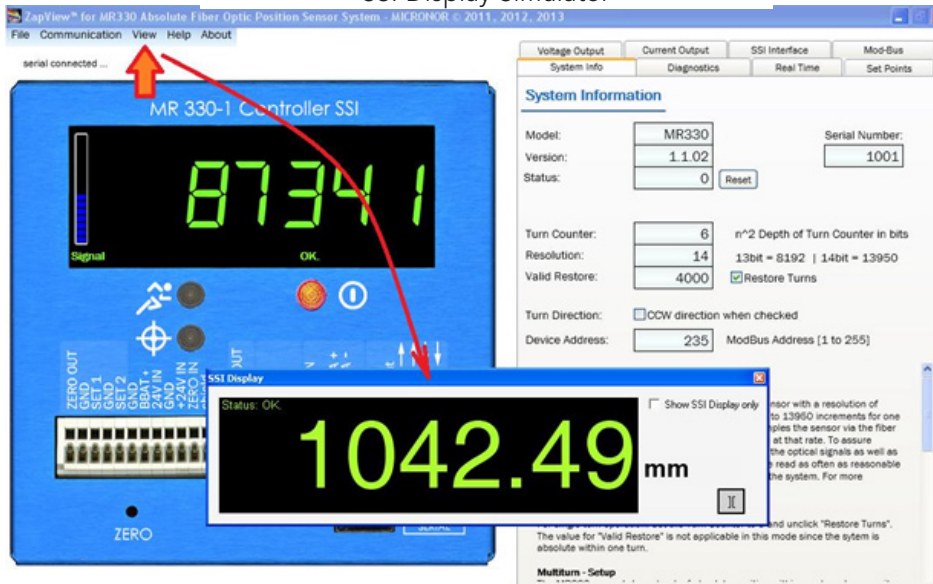 SSI Display Simulator
ZapView™ for MR330 Absolute Fiber Optic Position Sensor System - MICRONOR © 2011, 2012, 2013
File Communication View Help About
serial connected ...
Voltage Output Current Output SSI Interface Mod-Bus
System Info Diagnostics Real Time Set Points
System Information
MR 330-1 Controller SSI
Model: MR330 Serial Number:
Version: 1.1.02 1001
Status: 0 Reset
87341
Signal OK.
Turn Counter: 6 n^2 Depth of Turn Counter in bits
Resolution: 14 13bit = 8192 | 14bit = 13950
Valid Restore: 4000 Restore Turns
Turn Direction: CCW direction when checked
Device Address: 235 ModBus Address [1 to 255]
ZERO OUT
GND
SET 1
GND
SET 2
GND
BBAT +
24V IN
GND
+24V IN
ZERO IN
OUT
SSI Display
Status: OK.
Show SSI Display only
1042.49 mm
nsor with a resolution of
to 13950 increments for one
ples the sensor via the fiber
at that rate. To assure
the optical signals as well as
read as often as reasonable
the system. For more
ZERO
and unclick "Restore Turns".
The value for "Valid Restore" is not applicable in this mode since the sytem is
absolute within one turn.
Multiturn - Setup